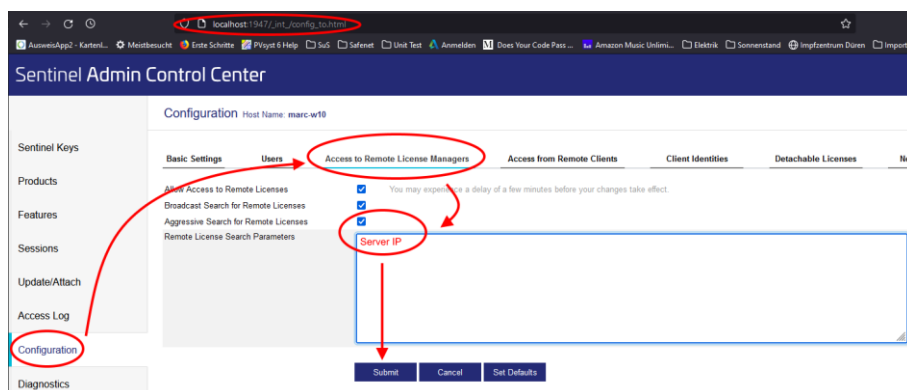 localhost:1947/_int_/config_to.html
AusweisApp2 - Kartenl... Meistbesucht Erste Schritte PVsyst 6 Help SuS Safenet Unit Test Anmelden Does Your Code Pass ... Amazon Music Unlimi... Elektrik Sonnenstand Impfzentrum Düren Import
Sentinel Admin Control Center
Configuration Host Name: marc-w10
Sentinel Keys
Basic Settings Users Access to Remote License Managers Access from Remote Clients Client Identities Detachable Licenses
Products
Allow Access to Remote Licenses You may experience a delay of a few minutes before your changes take effect.
Broadcast Search for Remote Licenses
Features
Aggressive Search for Remote Licenses
Remote License Search Parameters
Server IP
Sessions
Update/Attach
Access Log
Configuration
Submit Cancel Set Defaults
Diagnostics